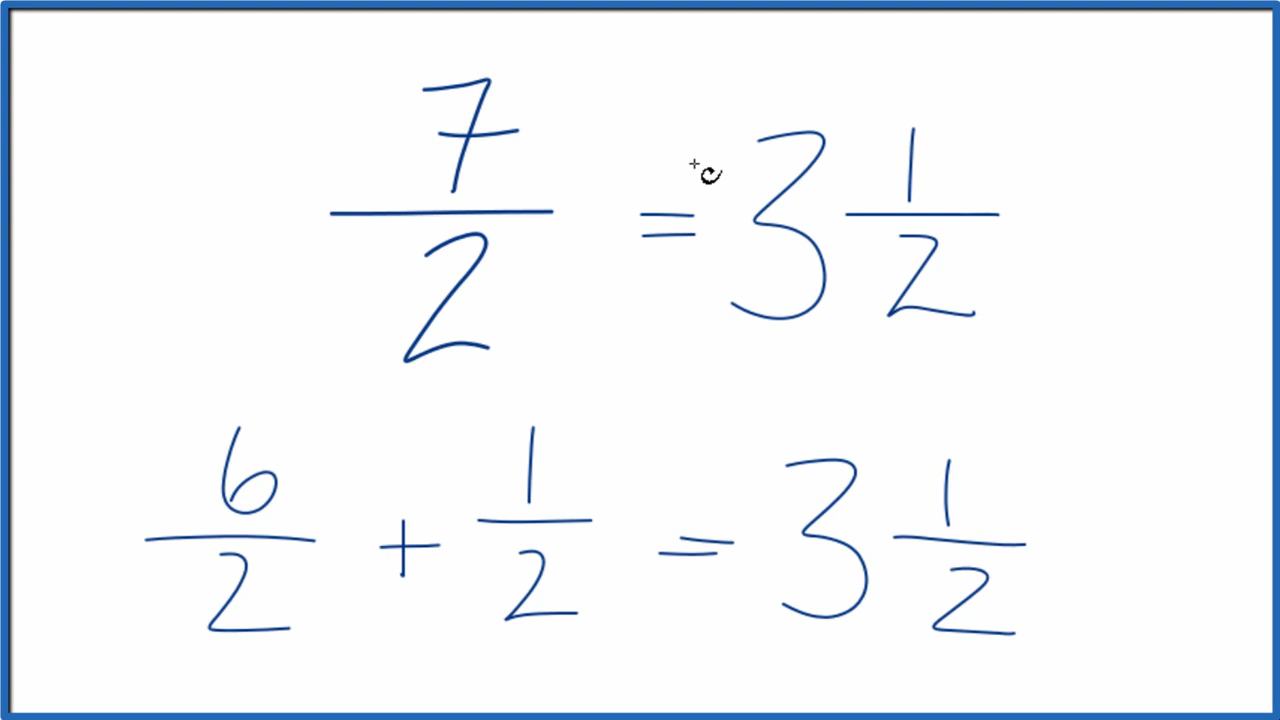 7/2 = 3 1/2
6/2 + 1/2 = 3 1/2